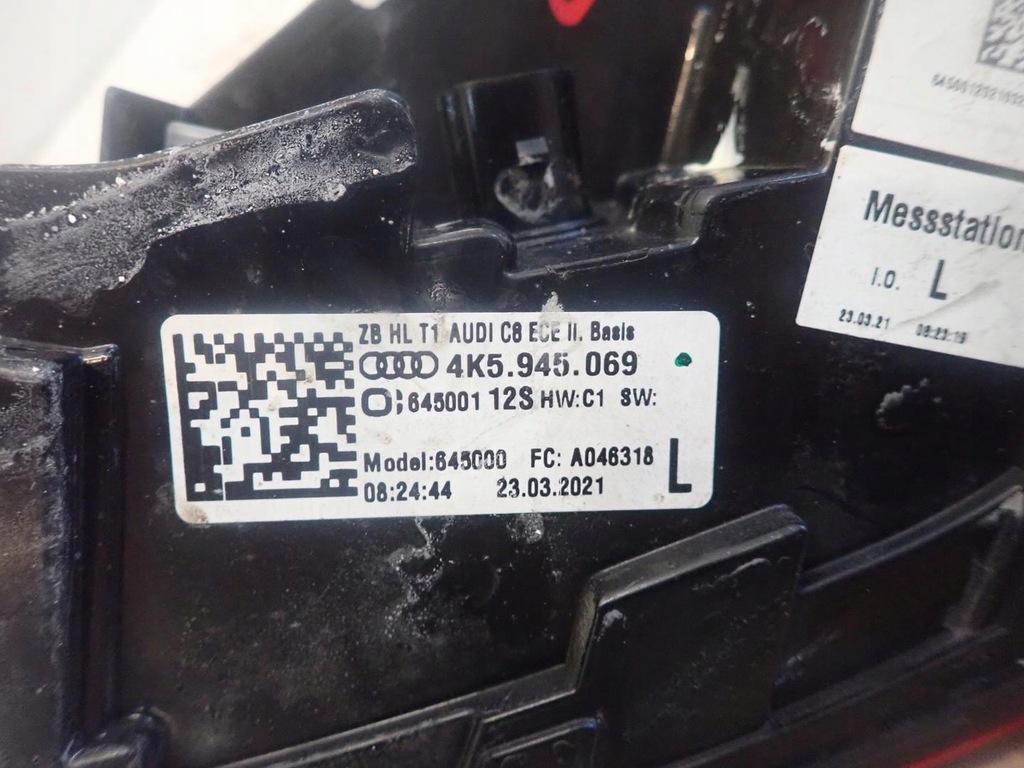 ZB HL T1 AUDI C8 ECE II. Basis
4K5.945.069
645001 12S HW:C1 SW:
Model:645000 FC: A046318
08:24:44 23.03.2021
L
Messstation
I.O. L
23.03.21 08:23:19